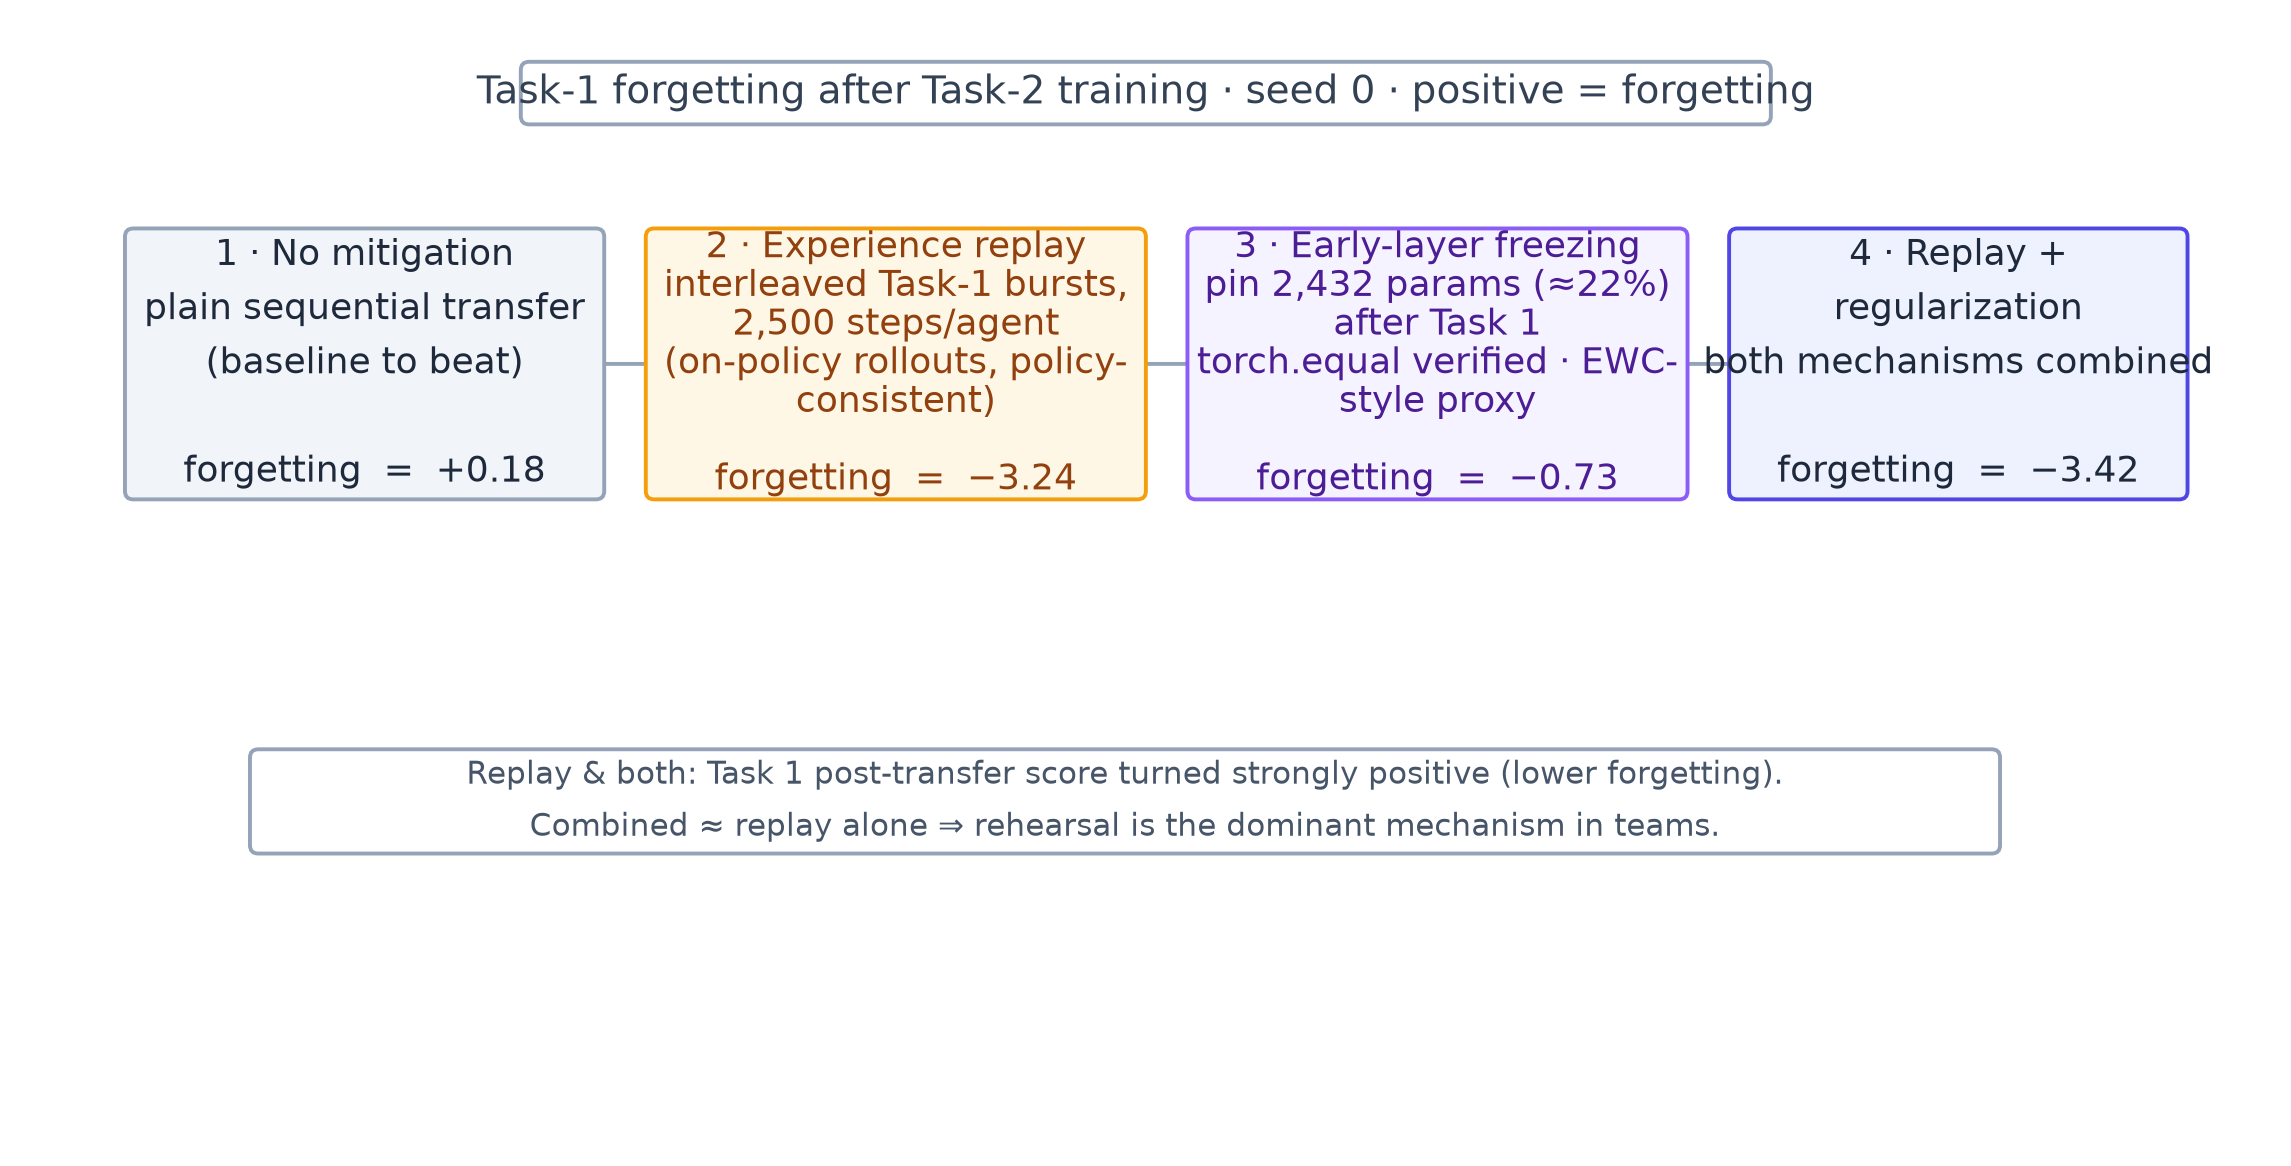 Task-1 forgetting after Task-2 training · seed 0 · positive = forgetting
1 · No mitigation
plain sequential transfer
(baseline to beat)
forgetting = +0.18
2 · Experience replay
interleaved Task-1 bursts,
2,500 steps/agent
(on-policy rollouts, policy-
consistent)
forgetting = −3.24
3 · Early-layer freezing
pin 2,432 params (≈22%)
after Task 1
torch.equal verified · EWC-
style proxy
forgetting = −0.73
4 · Replay +
regularization
both mechanisms combined
forgetting = −3.42
Replay & both: Task 1 post-transfer score turned strongly positive (lower forgetting).
Combined ≈ replay alone ⇒ rehearsal is the dominant mechanism in teams.